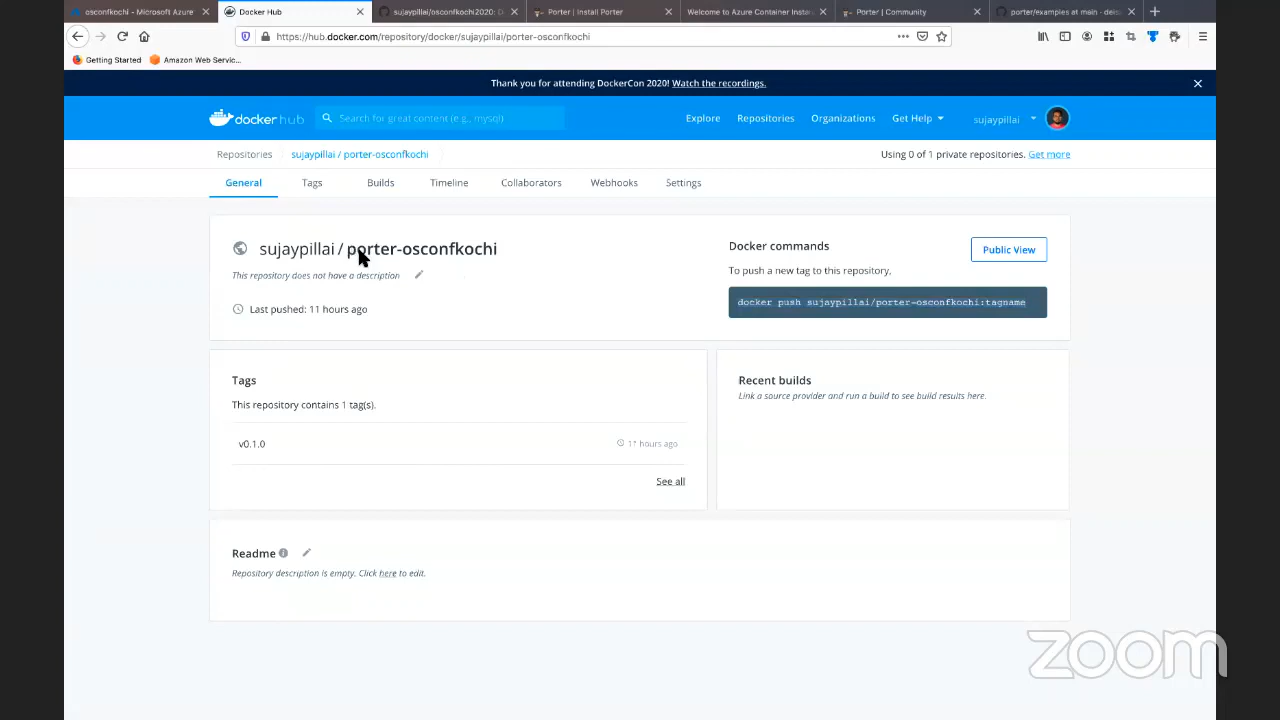 osconfkochi - Microsoft Azure
Docker Hub
sujaypillai/osconfkochi2020: D
Porter | Install Porter
Welcome to Azure Container Instan
Porter | Community
porter/examples at main · deis
https://hub.docker.com/repository/docker/sujaypillai/porter-osconfkochi
Getting Started
Amazon Web Servic...
Thank you for attending DockerCon 2020! Watch the recordings.
docker hub
Search for great content (e.g., mysql)
Explore
Repositories
Organizations
Get Help
sujaypillai
Repositories
sujaypillai / porter-osconfkochi
Using 0 of 1 private repositories. Get more
General
Tags
Builds
Timeline
Collaborators
Webhooks
Settings
sujaypillai / porter-osconfkochi
This repository does not have a description
Last pushed: 11 hours ago
Docker commands
Public View
To push a new tag to this repository,
docker push sujaypillai/porter-osconfkochi:tagname
Tags
This repository contains 1 tag(s).
v0.1.0
11 hours ago
See all
Recent builds
Link a source provider and run a build to see build results here.
Readme
Repository description is empty. Click here to edit.
zoom